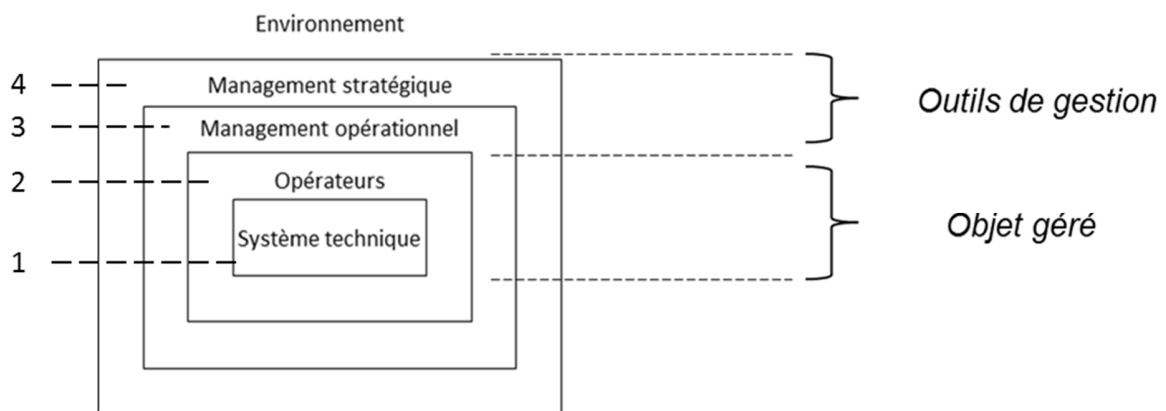 Environnement
4 Management stratégique
Outils de gestion
3 Management opérationnel
2 Opérateurs
Système technique
Objet géré
1